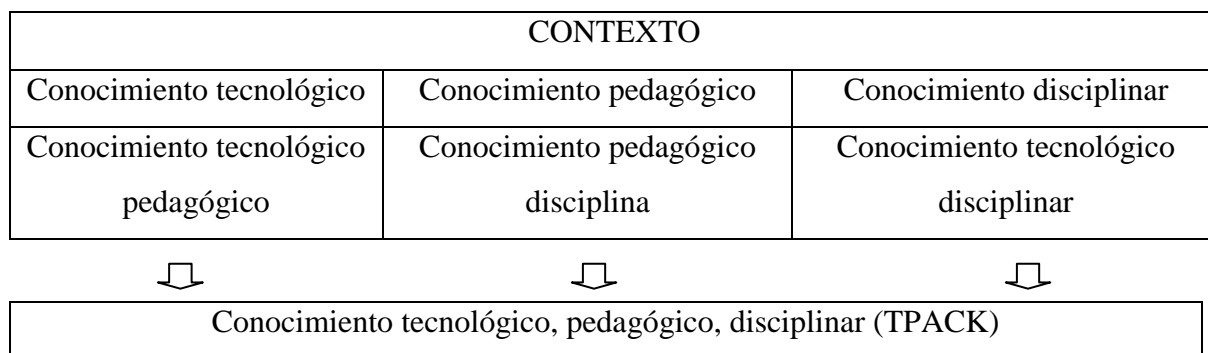 CONTEXTO
Conocimiento tecnológico Conocimiento pedagógico Conocimiento disciplinar
Conocimiento tecnológico pedagógico Conocimiento pedagógico disciplina Conocimiento tecnológico disciplinar
Conocimiento tecnológico, pedagógico, disciplinar (TPACK)